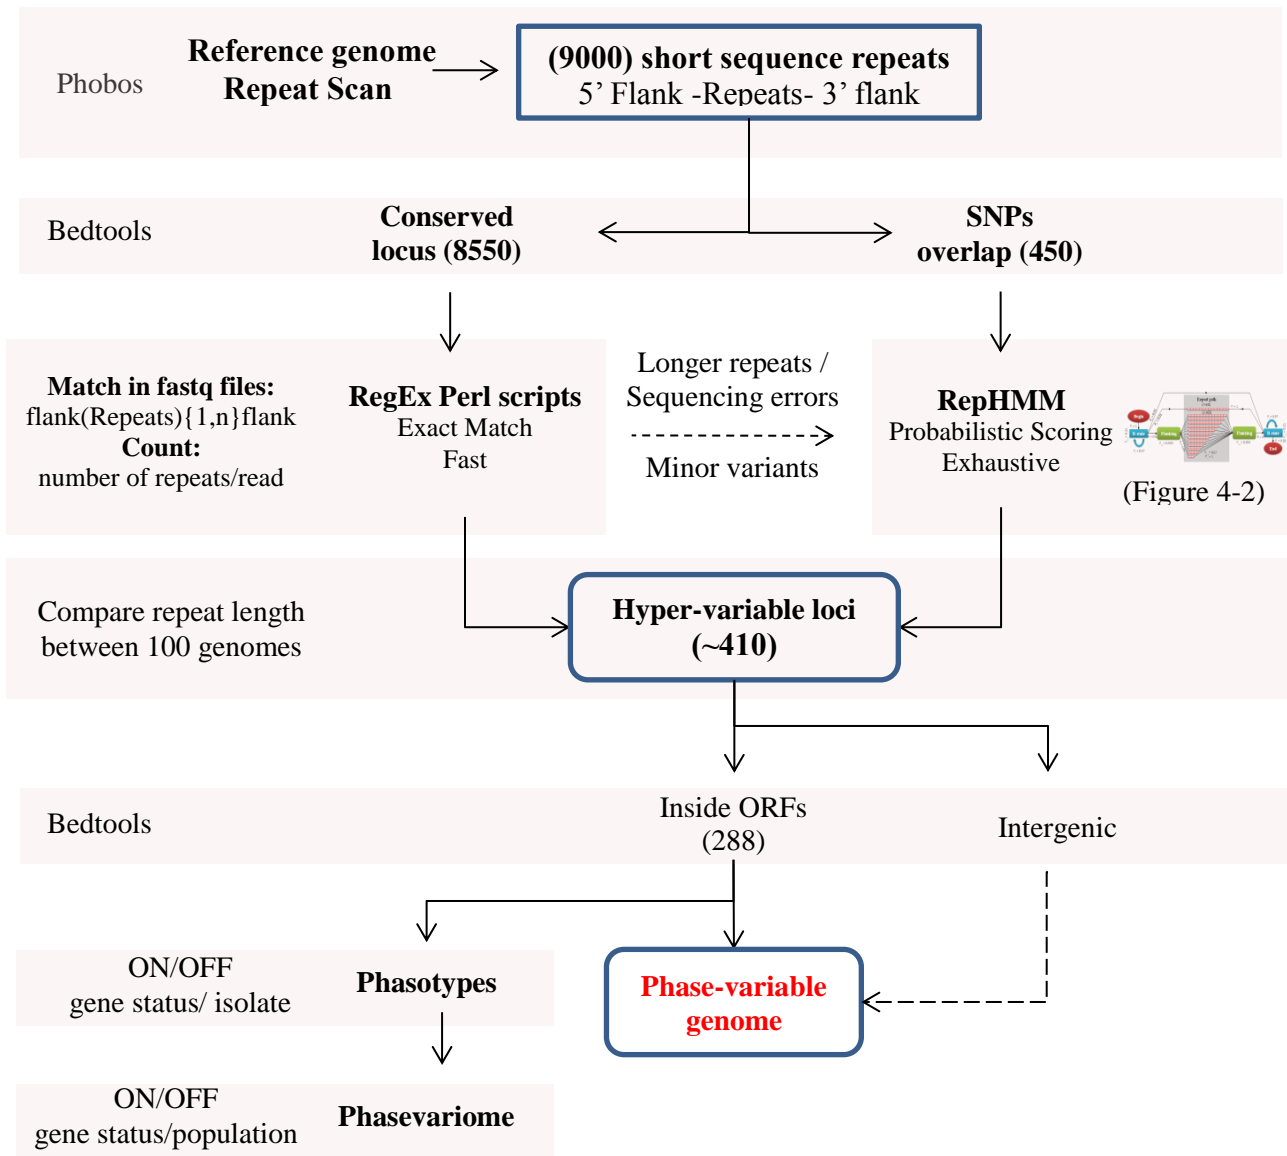 Phobos
Reference genome
Repeat Scan
(9000) short sequence repeats
5’ Flank -Repeats- 3’ flank
Bedtools
Conserved
locus (8550)
SNPs
overlap (450)
Match in fastq files:
flank(Repeats){1,n}flank
Count:
number of repeats/read
RegEx Perl scripts
Exact Match
Fast
Longer repeats /
Sequencing errors
Minor variants
RepHMM
Probabilistic Scoring
Exhaustive
(Figure 4-2)
Compare repeat length
between 100 genomes
Hyper-variable loci
(~410)
Bedtools
Inside ORFs
(288)
Intergenic
ON/OFF
gene status/ isolate
Phasotypes
Phase-variable
genome
ON/OFF
gene status/population
Phasevariome